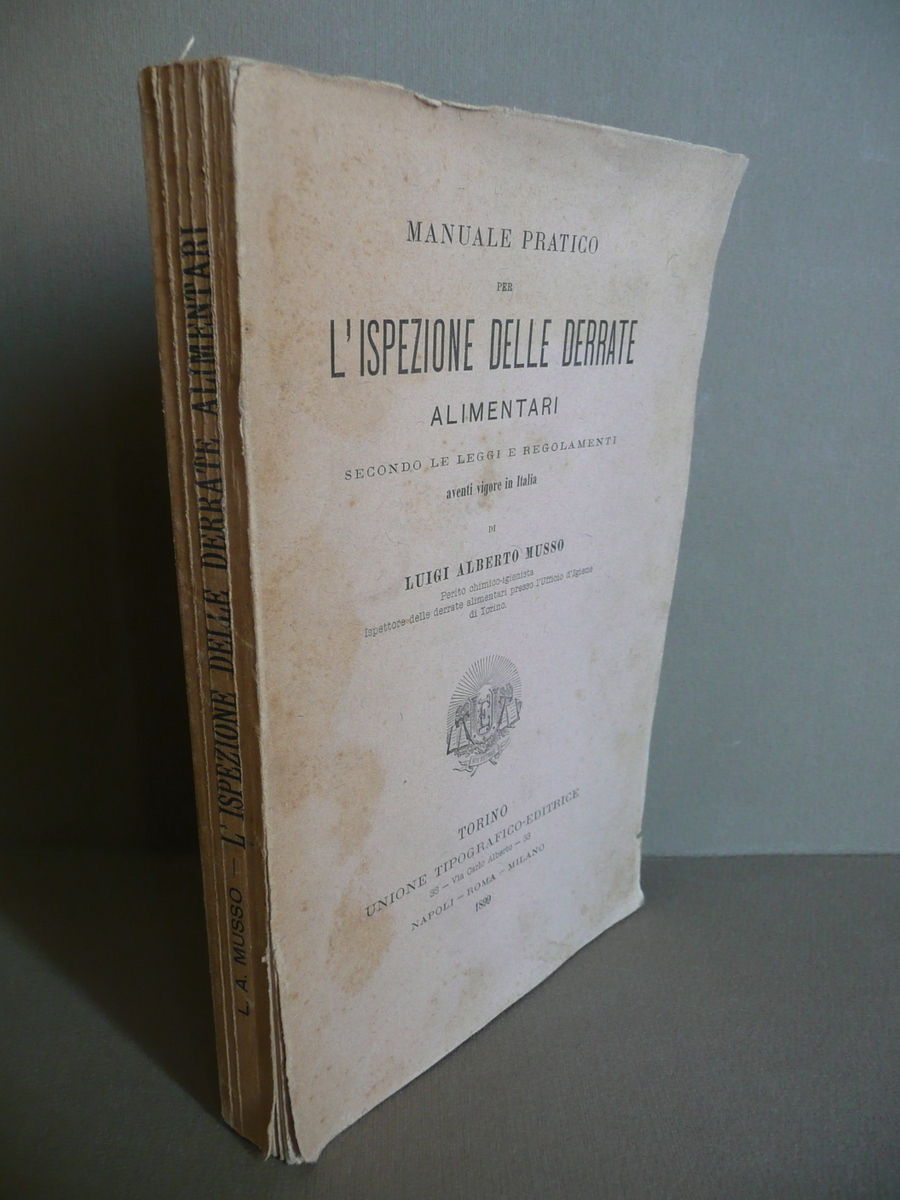 MANUALE PRATICO
PER
L'ISPEZIONE DELLE DERRATE
ALIMENTARI
SECONDO LE LEGGI E REGOLAMENTI
aventi vigore in Italia
DI
LUIGI ALBERTO MUSSO
Perito chimico-igienista
Ispettore delle derrate alimentari presso l'Ufficio d'Igiene
di Torino.
TORINO
UNIONE TIPOGRAFICO-EDITRICE
33 — Via Carlo Alberto — 33
NAPOLI — ROMA — MILANO
1899
L. A. MUSSO — L'ISPEZIONE DELLE DERRATE ALIMENTARI